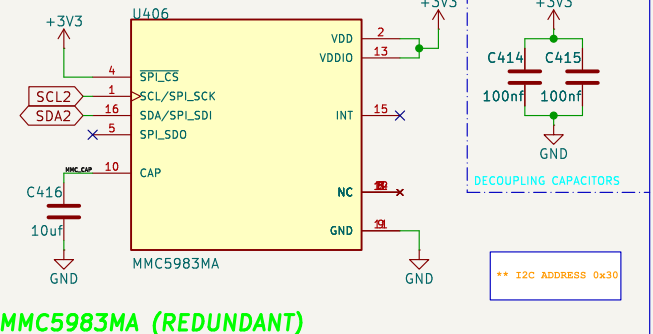 U406
+3V3
+3V3
+3V3
VDD 2
VDDIO 13
4 SPI_CS
SCL2 1 SCL/SPI_SCK
SDA2 16 SDA/SPI_SDI
5 SPI_SDO
INT 15
10 CAP
MMC_CAP
NC
GND
C416
10uf
GND
GND
MMC5983MA
C414 C415
100nf 100nf
GND
DECOUPLING CAPACITORS
** I2C ADDRESS 0x30
MMC5983MA (REDUNDANT)